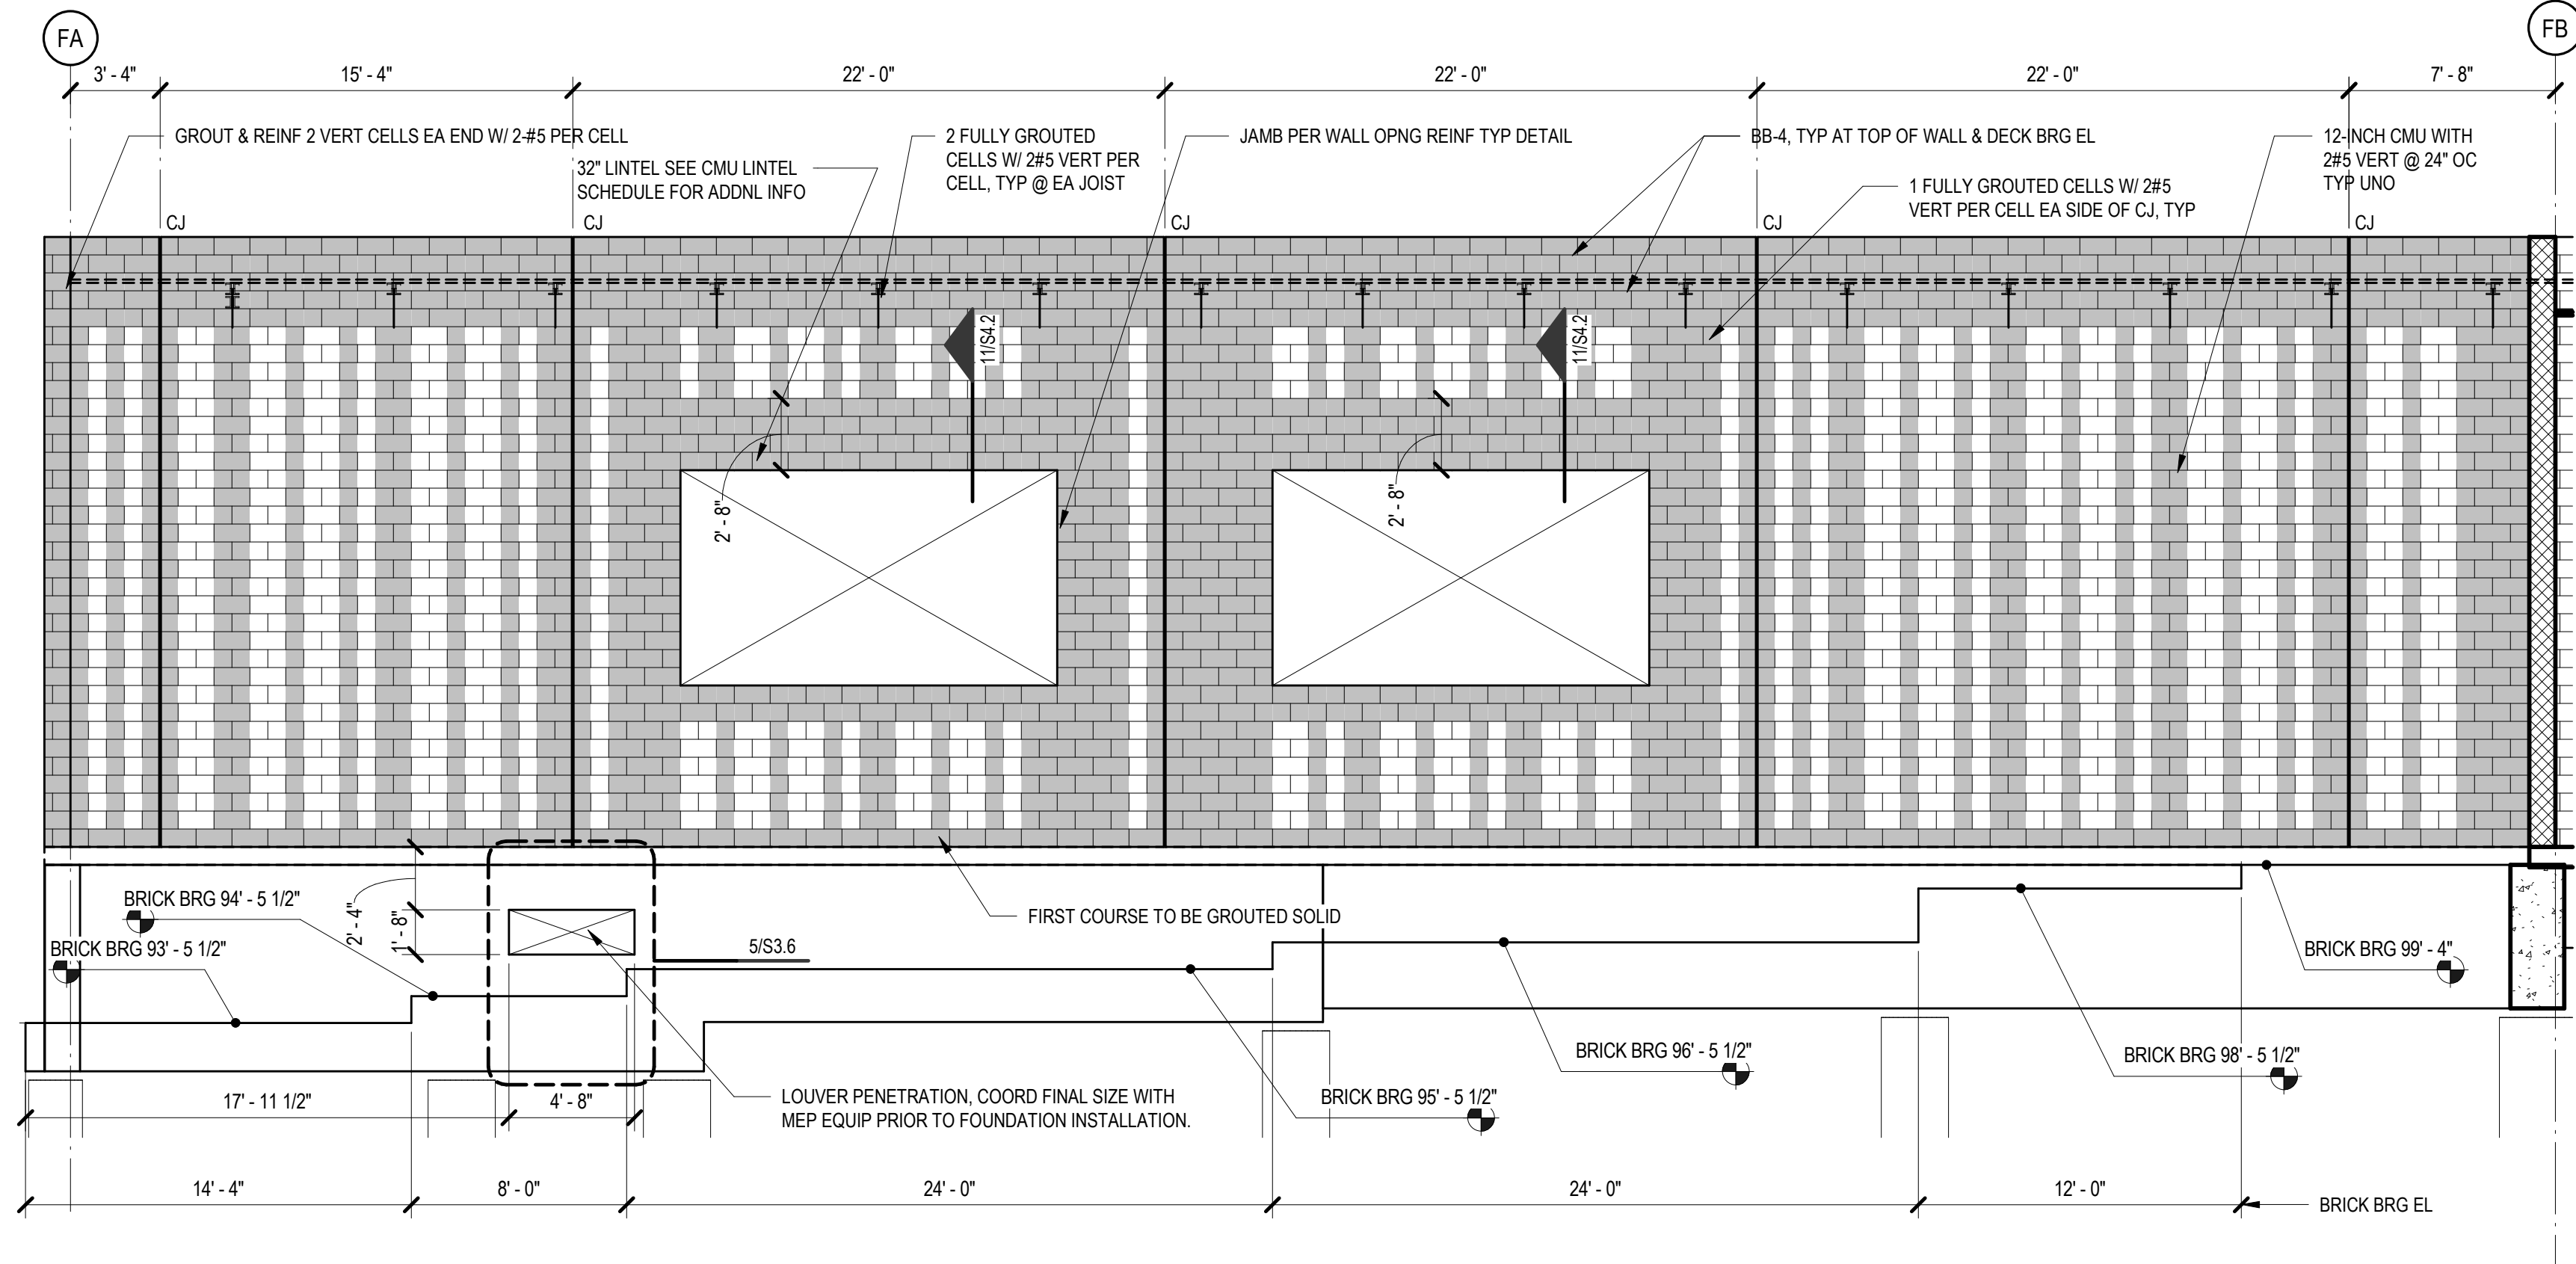 FA
FB
3' - 4"
15' - 4"
22' - 0"
22' - 0"
22' - 0"
7' - 8"
GROUT & REINF 2 VERT CELLS EA END W/ 2-#5 PER CELL
32" LINTEL SEE CMU LINTEL
SCHEDULE FOR ADDNL INFO
2 FULLY GROUTED
CELLS W/ 2#5 VERT PER
CELL, TYP @ EA JOIST
JAMB PER WALL OPNG REINF TYP DETAIL
BB-4, TYP AT TOP OF WALL & DECK BRG EL
1 FULLY GROUTED CELLS W/ 2#5
VERT PER CELL EA SIDE OF CJ, TYP
12-INCH CMU WITH
2#5 VERT @ 24" OC
TYP UNO
CJ
CJ
CJ
CJ
CJ
11/S4.2
11/S4.2
2' - 8"
2' - 8"
BRICK BRG 94' - 5 1/2"
BRICK BRG 93' - 5 1/2"
2' - 4"
1' - 8"
5/S3.6
FIRST COURSE TO BE GROUTED SOLID
BRICK BRG 99' - 4"
BRICK BRG 96' - 5 1/2"
BRICK BRG 98' - 5 1/2"
BRICK BRG 95' - 5 1/2"
17' - 11 1/2"
4' - 8"
LOUVER PENETRATION, COORD FINAL SIZE WITH
MEP EQUIP PRIOR TO FOUNDATION INSTALLATION.
14' - 4"
8' - 0"
24' - 0"
24' - 0"
12' - 0"
BRICK BRG EL